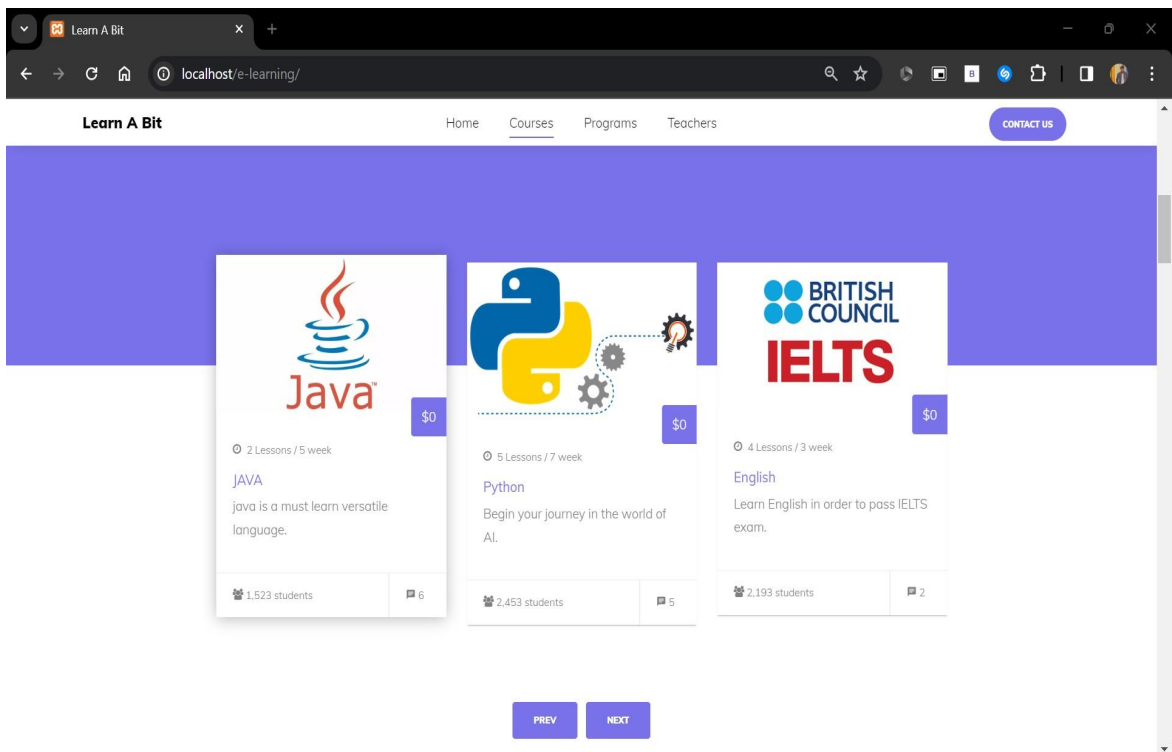 Learn A Bit
localhost/e-learning/
B
Learn A Bit
Home Courses Programs Teachers
CONTACT US
Java™
$0
2 Lessons / 5 week
JAVA
java is a must learn versatile
language.
1,523 students 6
$0
5 Lessons / 7 week
Python
Begin your journey in the world of
AI.
2,453 students 5
BRITISH
COUNCIL
IELTS
$0
4 Lessons / 3 week
English
Learn English in order to pass IELTS
exam.
2,193 students 2
PREV NEXT